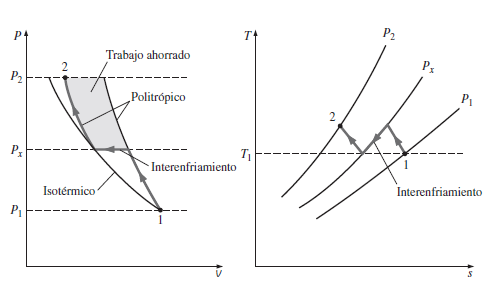 P
P2
2
Trabajo ahorrado
Politrópico
Px
Interenfriamiento
Isotérmico
P1
1
v
T
P2
Px
P1
2
T1
1
Interenfriamiento
s